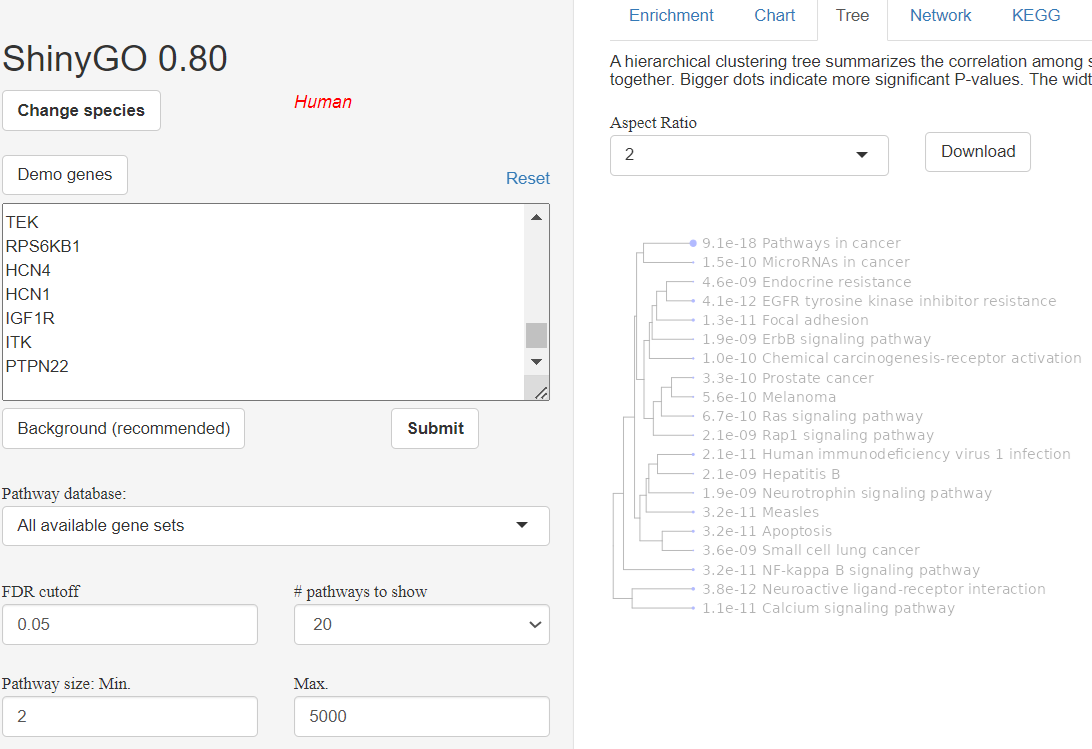 ShinyGO 0.80
Change species
Human
Demo genes
Reset
TEK
RPS6KB1
HCN4
HCN1
IGF1R
ITK
PTPN22
Background (recommended)
Submit
Pathway database:
All available gene sets
FDR cutoff
# pathways to show
0.05
20
Pathway size: Min.
Max.
2
5000
Enrichment
Chart
Tree
Network
KEGG
A hierarchical clustering tree summarizes the correlation among
together. Bigger dots indicate more significant P-values. The
Aspect Ratio
2
Download
9.1e-18 Pathways in cancer
1.5e-10 MicroRNAs in cancer
4.6e-09 Endocrine resistance
4.1e-12 EGFR tyrosine kinase inhibitor resistance
1.3e-11 Focal adhesion
1.9e-09 ErbB signaling pathway
1.0e-10 Chemical carcinogenesis-receptor activation
3.3e-10 Prostate cancer
5.6e-10 Melanoma
6.7e-10 Ras signaling pathway
2.1e-09 Rap1 signaling pathway
2.1e-11 Human immunodeficiency virus 1 infection
2.1e-09 Hepatitis B
1.9e-09 Neurotrophin signaling pathway
3.2e-11 Measles
3.2e-11 Apoptosis
3.6e-09 Small cell lung cancer
3.2e-11 NF-kappa B signaling pathway
3.8e-12 Neuroactive ligand-receptor interaction
1.1e-11 Calcium signaling pathway